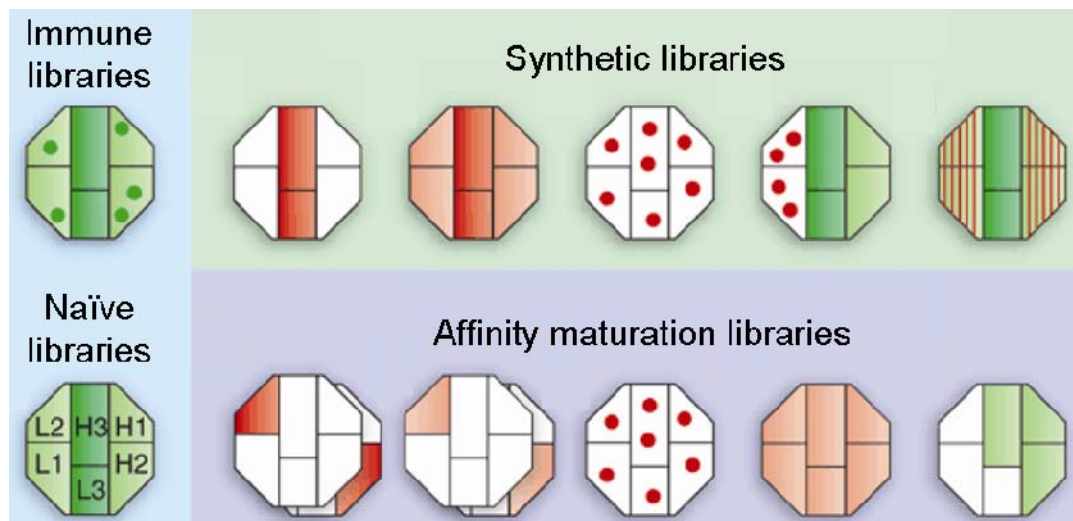 Immune
libraries
Synthetic libraries
Naïve
libraries
Affinity maturation libraries
L2 H3 H1
L1 H2
L3